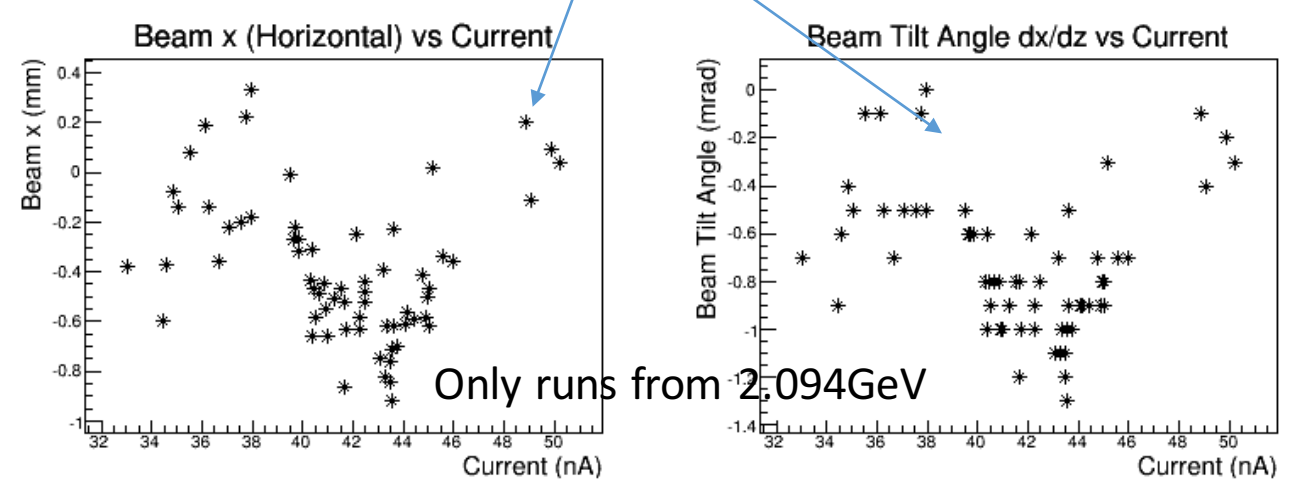 Beam x (Horizontal) vs Current
Beam x (mm)
0.4
0.2
0
-0.2
-0.4
-0.6
-0.8
-1
32 34 36 38 40 42 44 46 48 50
Current (nA)
Beam Tilt Angle dx/dz vs Current
Beam Tilt Angle (mrad)
0
-0.2
-0.4
-0.6
-0.8
-1
-1.2
-1.4
32 34 36 38 40 42 44 46 48 50
Current (nA)
Only runs from 2.094GeV